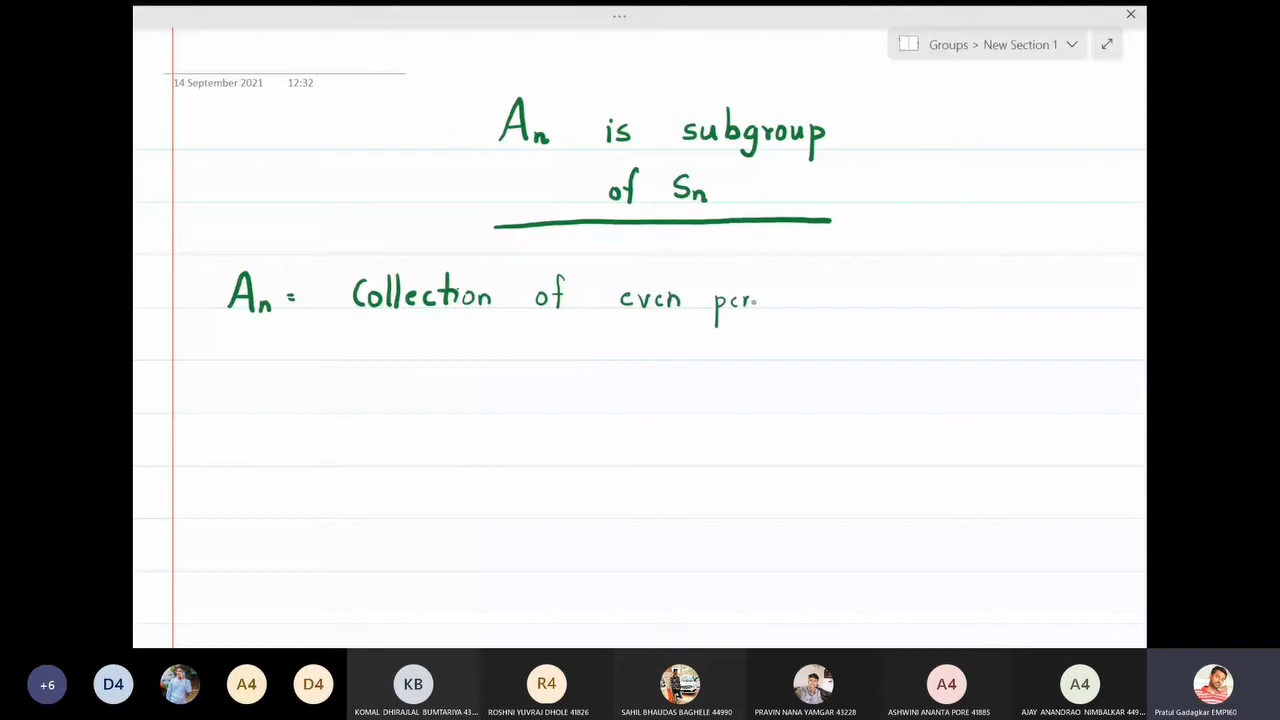 ...
Groups > New Section 1
14 September 2021 12:32
An is subgroup
of Sn
An = Collection of even per
+6
D4
A4
D4
KB
R4
A4
A4
KOMAL DHIRAJLAL BUMTARIYA 43...
ROSHNI YUVRAJ DHOLE 41826
SAHIL BHAUDAS BAGHELE 44990
PRAVIN NANA YAMGAR 43228
ASHWINI ANANTA PORE 41885
AJAY ANANDRAO NIMBALKAR 449...
Pratul Gadagkar EMP160